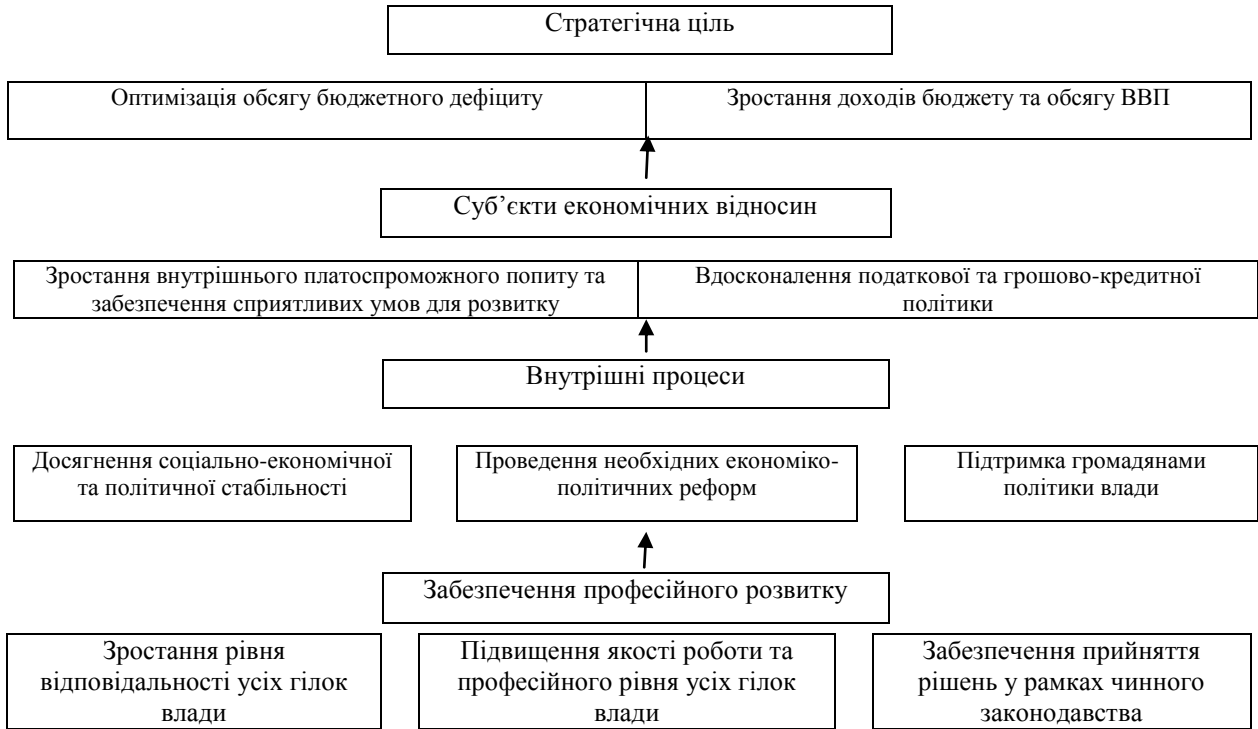 Стратегічна ціль
Оптимізація обсягу бюджетного дефіциту
Зростання доходів бюджету та обсягу ВВП
Суб’єкти економічних відносин
Зростання внутрішнього платоспроможного попиту та
забезпечення сприятливих умов для розвитку
Вдосконалення податкової та грошово-кредитної
політики
Внутрішні процеси
Досягнення соціально-економічної
та політичної стабільності
Проведення необхідних економіко-
політичних реформ
Підтримка громадянами
політики влади
Забезпечення професійного розвитку
Зростання рівня
відповідальності усіх гілок
влади
Підвищення якості роботи та
професійного рівня усіх гілок
влади
Забезпечення прийняття
рішень у рамках чинного
законодавства